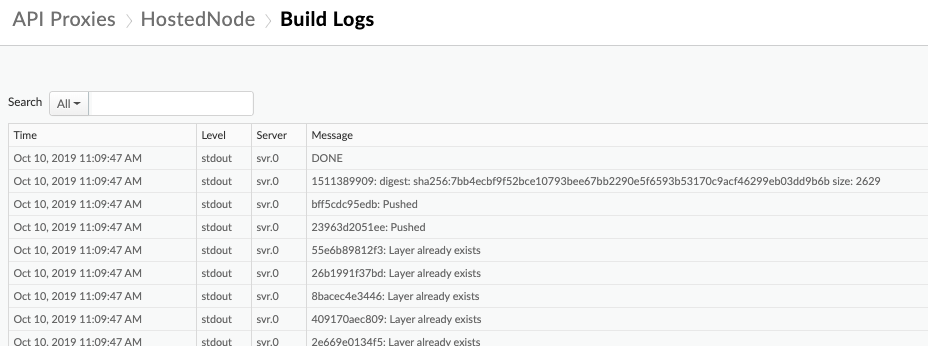 API Proxies > HostedNode > Build Logs
Search All
Time Level Server Message
Oct 10, 2019 11:09:47 AM stdout svr.0 DONE
Oct 10, 2019 11:09:47 AM stdout svr.0 1511389909: digest: sha256:7bb4ecbf9f52bce10793bee67bb2290e5f6593b53170c9acf46299eb03dd9b6b size: 2629
Oct 10, 2019 11:09:47 AM stdout svr.0 bff5cdc95edb: Pushed
Oct 10, 2019 11:09:47 AM stdout svr.0 23963d2051ee: Pushed
Oct 10, 2019 11:09:47 AM stdout svr.0 55e6b89812f3: Layer already exists
Oct 10, 2019 11:09:47 AM stdout svr.0 26b1991f37bd: Layer already exists
Oct 10, 2019 11:09:47 AM stdout svr.0 8bacec4e3446: Layer already exists
Oct 10, 2019 11:09:47 AM stdout svr.0 409170aec809: Layer already exists
Oct 10, 2019 11:09:47 AM stdout svr.0 2e669e0134f5: Layer already exists